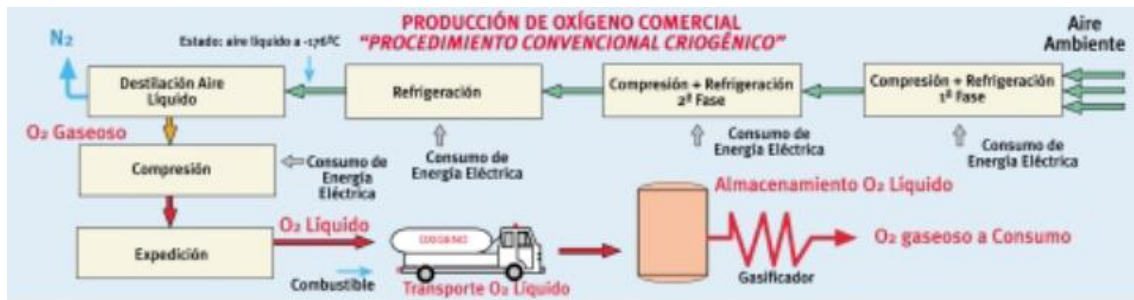 PRODUCCIÓN DE OXÍGENO COMERCIAL
"PROCEDIMIENTO CONVENCIONAL CRIOGÉNICO"
Aire
Ambiente
N2
Estado: aire líquido a -176ºC
Destilación Aire
Líquido
Refrigeración
Compresión + Refrigeración
2ª Fase
Compresión + Refrigeración
1ª Fase
O2 Gaseoso
Consumo de
Energía Eléctrica
Consumo de
Energía Eléctrica
Consumo de
Energía Eléctrica
Compresión
Consumo de
Energía
Eléctrica
Almacenamiento O2 Líquido
O2 Líquido
Expedición
OXIGENO
O2 gaseoso a Consumo
Gasificador
Combustible
Transporte O2 Líquido